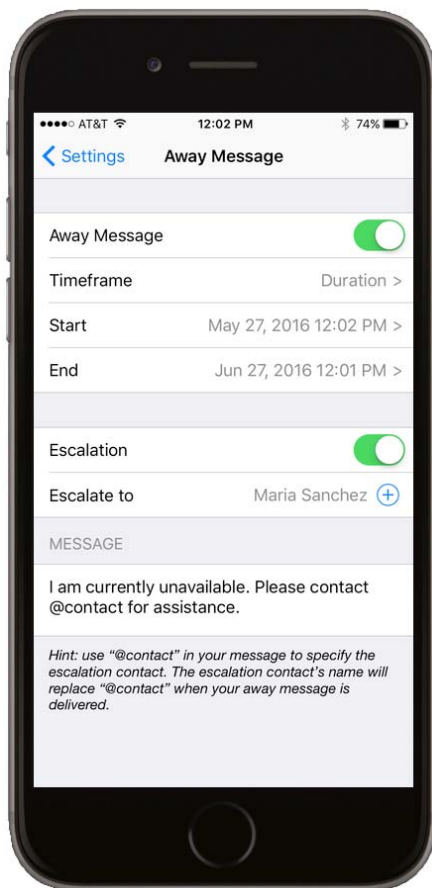 AT&T 12:02 PM 74%
< Settings Away Message
Away Message
Timeframe Duration >
Start May 27, 2016 12:02 PM >
End Jun 27, 2016 12:01 PM >
Escalation
Escalate to Maria Sanchez +
MESSAGE
I am currently unavailable. Please contact
@contact for assistance.
Hint: use “@contact” in your message to specify the
escalation contact. The escalation contact’s name will
replace “@contact” when your away message is
delivered.